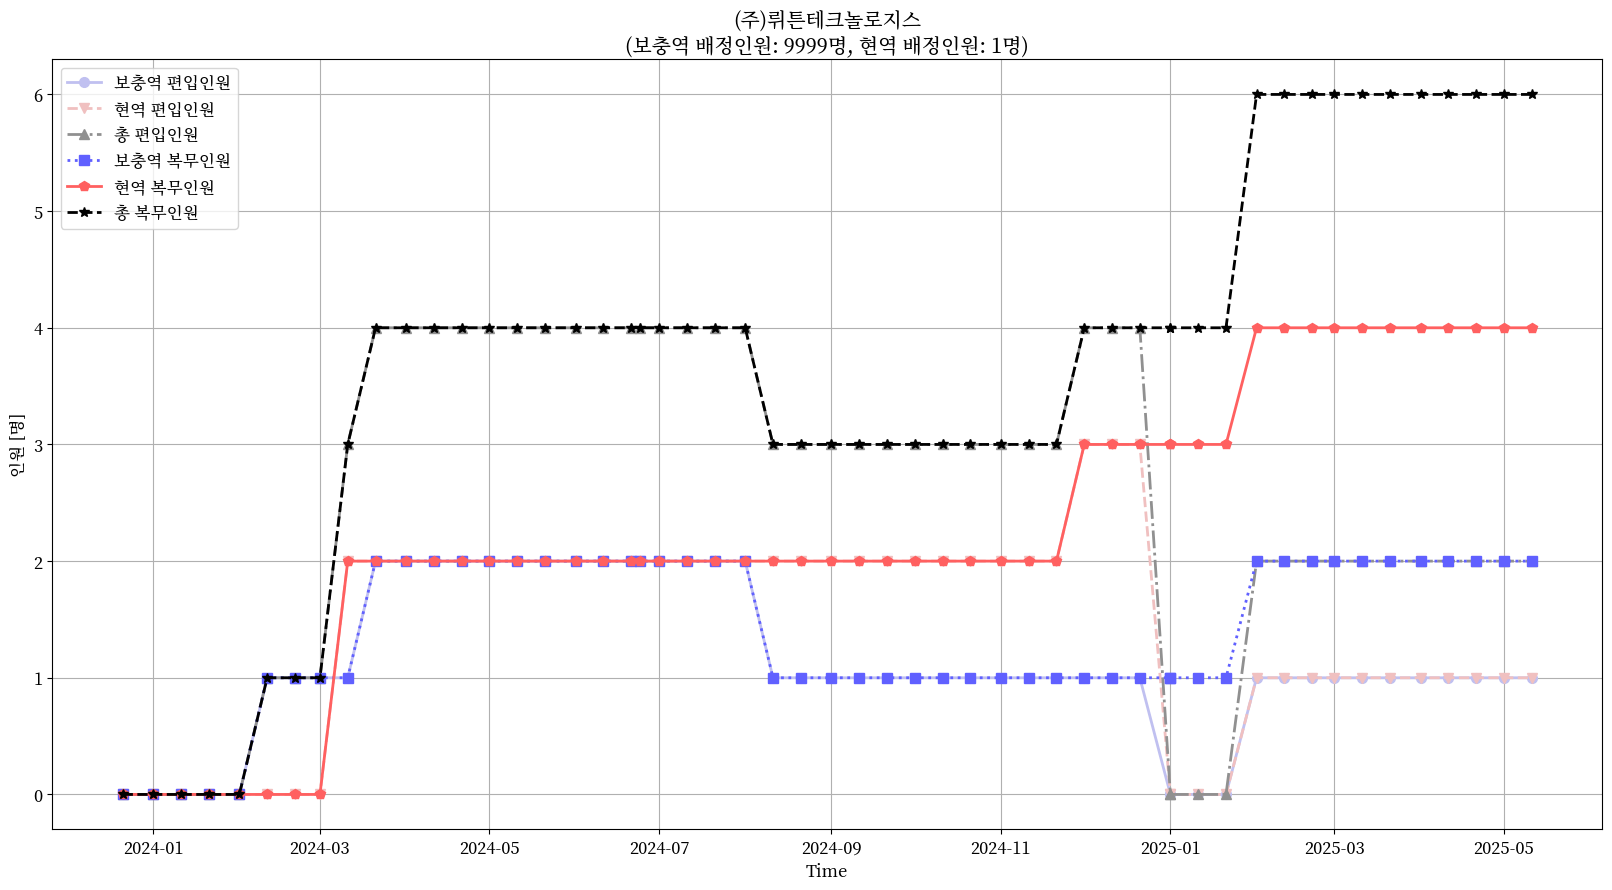 (주)뤼튼테크놀로지스
(보충역 배정인원: 9999명, 현역 배정인원: 1명)
보충역 편입인원
현역 편입인원
총 편입인원
보충역 복무인원
현역 복무인원
총 복무인원
인원 [명]
6
5
4
3
2
1
0
2024-01
2024-03
2024-05
2024-07
2024-09
2024-11
2025-01
2025-03
2025-05
Time